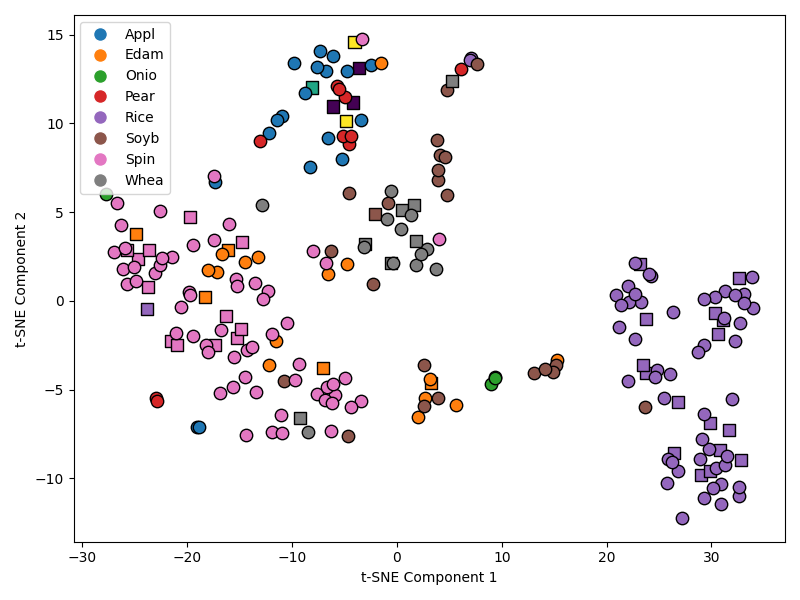 Appl
Edam
Onio
Pear
Rice
Soyb
Spin
Whea
15
10
5
0
−5
−10
t-SNE Component 2
−30
−20
−10
0
10
20
30
t-SNE Component 1